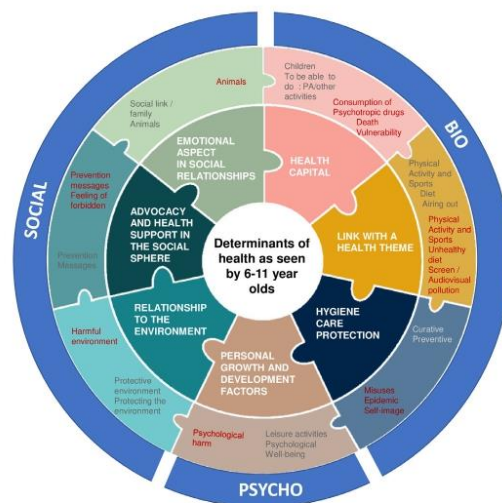 Determinants of
health as seen
by 6-11 year
olds
EMOTIONAL
ASPECT
IN SOCIAL
RELATIONSHIPS
HEALTH
CAPITAL
LINK WITH A
HEALTH THEME
HYGIENE
CARE
PROTECTION
PERSONAL
GROWTH AND
DEVELOPMENT
FACTORS
RELATIONSHIP
TO THE
ENVIRONMENT
ADVOCACY
AND HEALTH
SUPPORT IN
THE SOCIAL
SPHERE
Animals
Social link /
family
Animals
Children
To be able to
do : PA/other
activities
Consumption of
Psychotropic drugs
Death
Vulnerability
Physical
Activity and
Sports
Diet
Airing out
Physical
Activity and
Sports
Unhealthy
diet
Screen /
Audiovisual
pollution
Curative
Preventive
Misuses
Epidemic
Self-image
Leisure activities
Psychological
Well-being
Psychological
harm
Protective
environment
Protecting the
environment
Harmful
environment
Prevention
Messages
Prevention
messages
Feeling of
forbidden
BIO
PSYCHO
SOCIAL